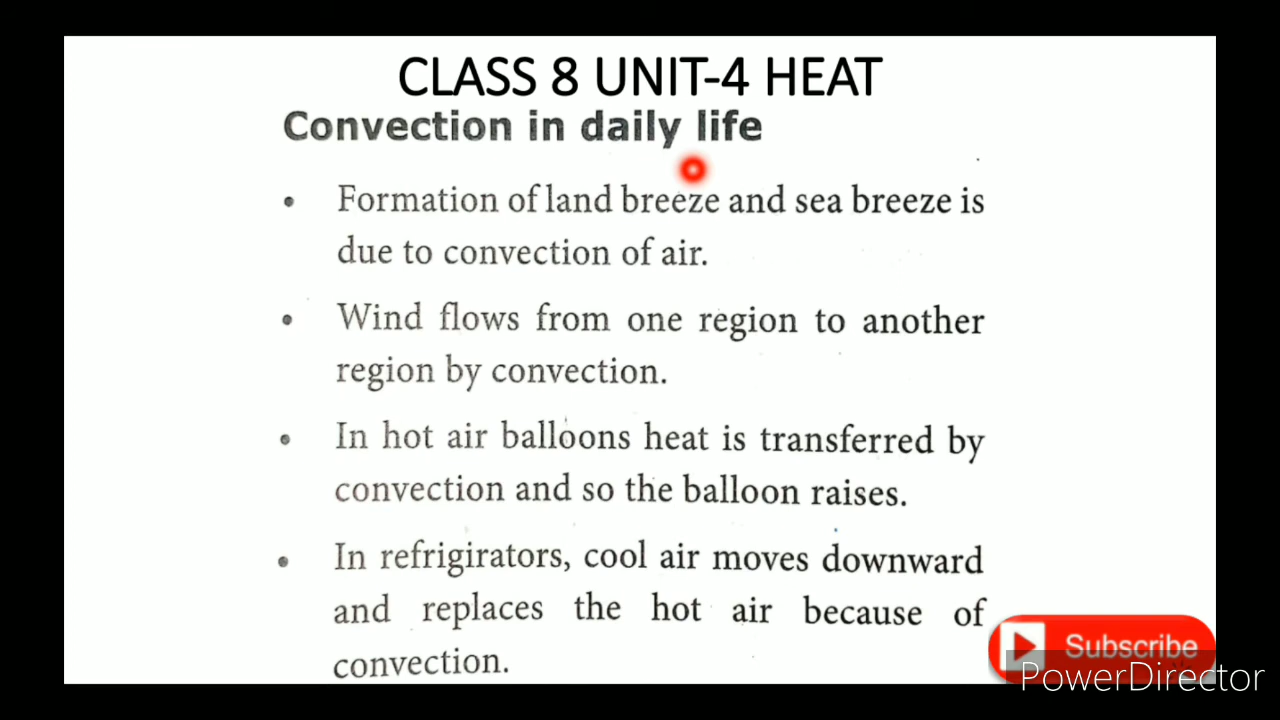 CLASS 8 UNIT-4 HEAT
Convection in daily life
• Formation of land breeze and sea breeze is
due to convection of air.
• Wind flows from one region to another
region by convection.
• In hot air balloons heat is transferred by
convection and so the balloon raises.
• In refrigirators, cool air moves downward
and replaces the hot air because of
convection.
Subscribe
PowerDirector